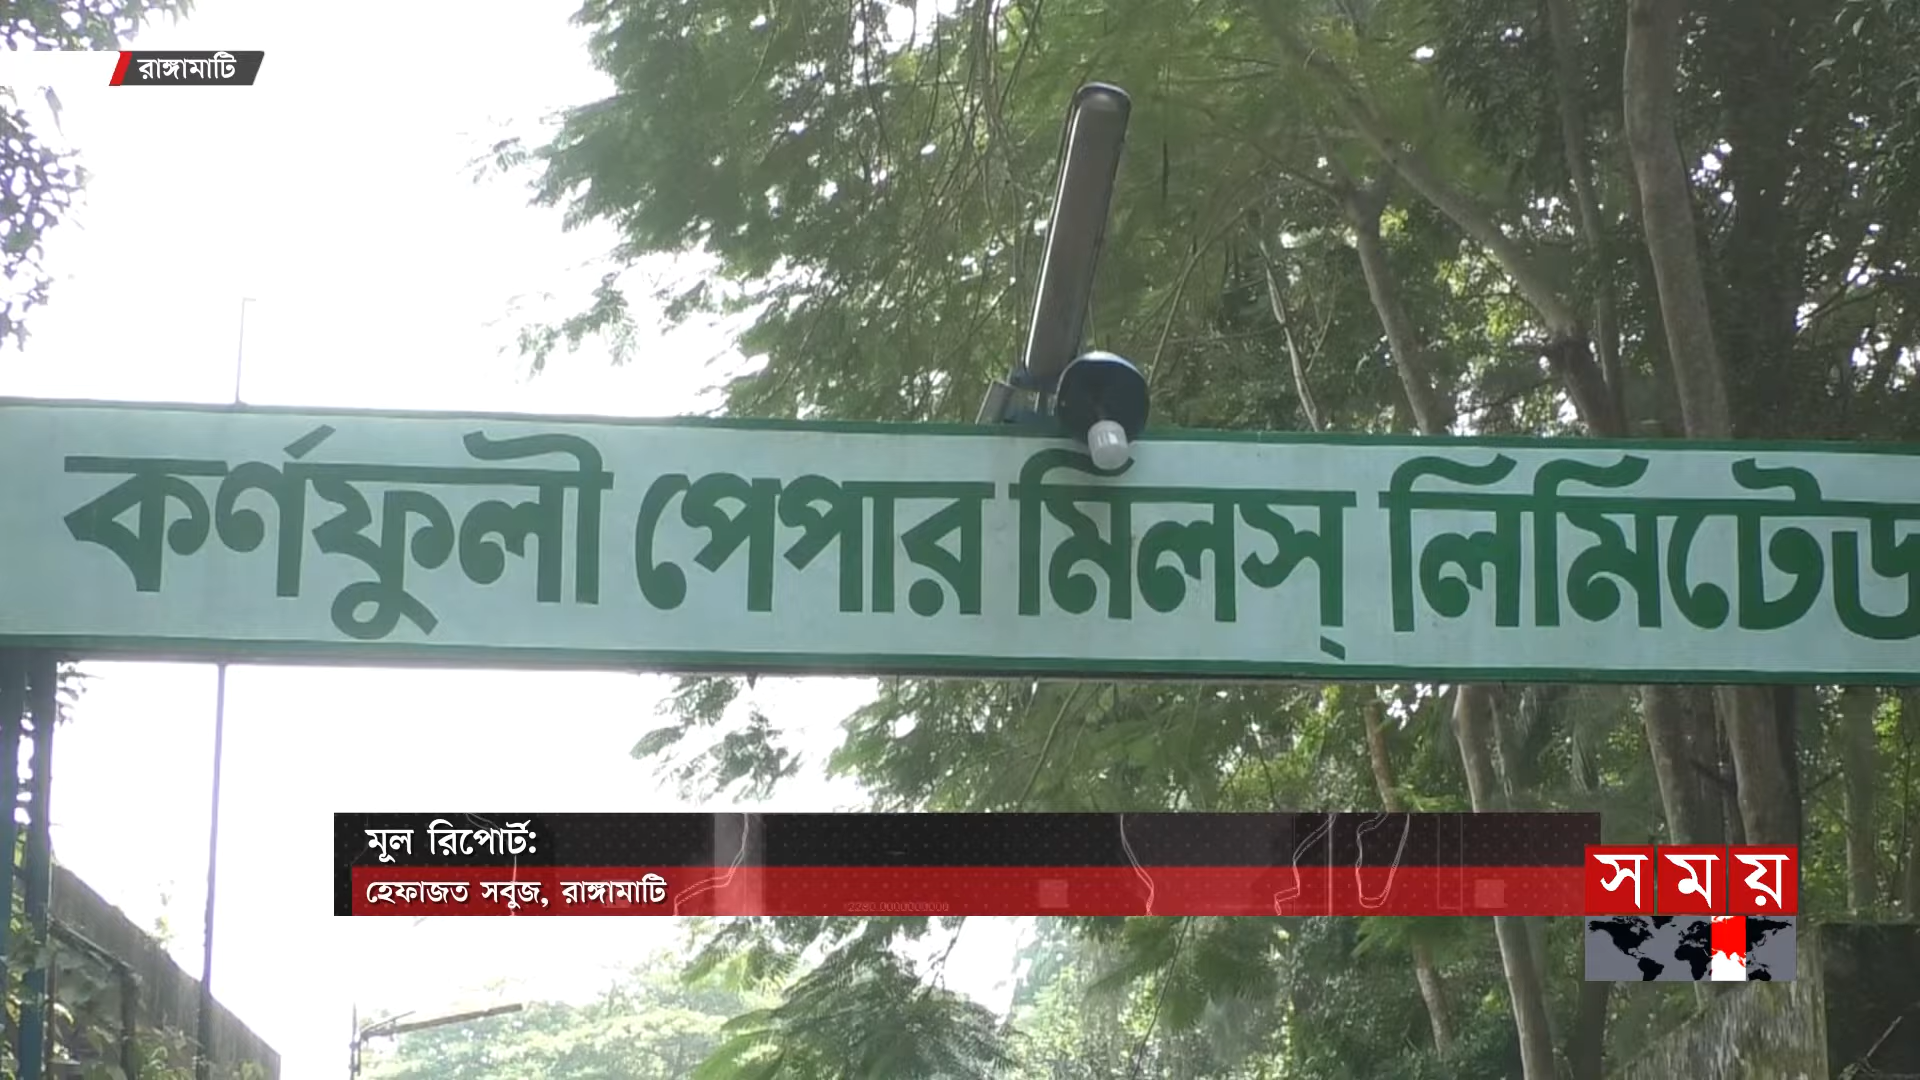 রাঙ্গামাটি
কর্ণফুলী পেপার মিলস্ লিমিটেড
মূল রিপোর্ট:
হেফাজত সবুজ, রাঙ্গামাটি
সময়